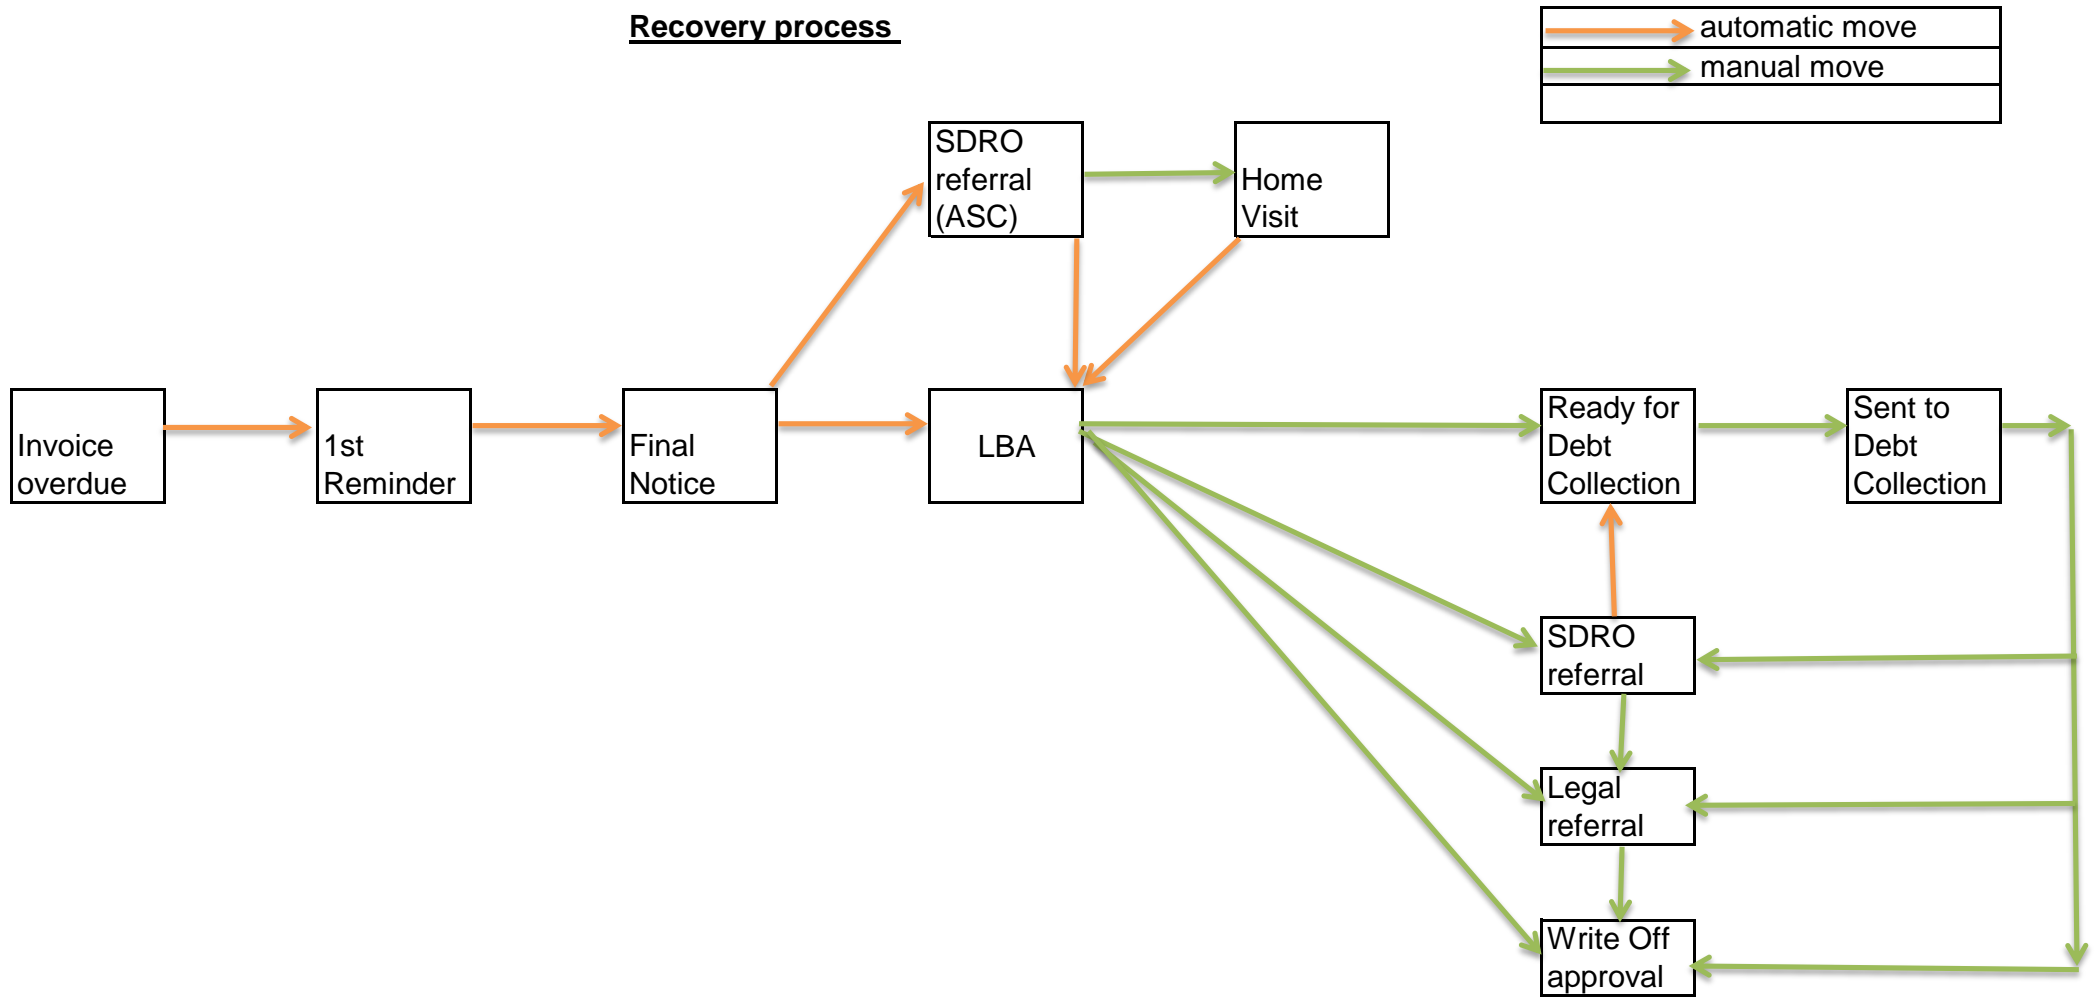 Recovery process
automatic move
manual move
SDRO
referral
(ASC)
Home
Visit
Invoice
overdue
1st
Reminder
Final
Notice
LBA
Ready for
Debt
Collection
Sent to
Debt
Collection
SDRO
referral
Legal
referral
Write Off
approval